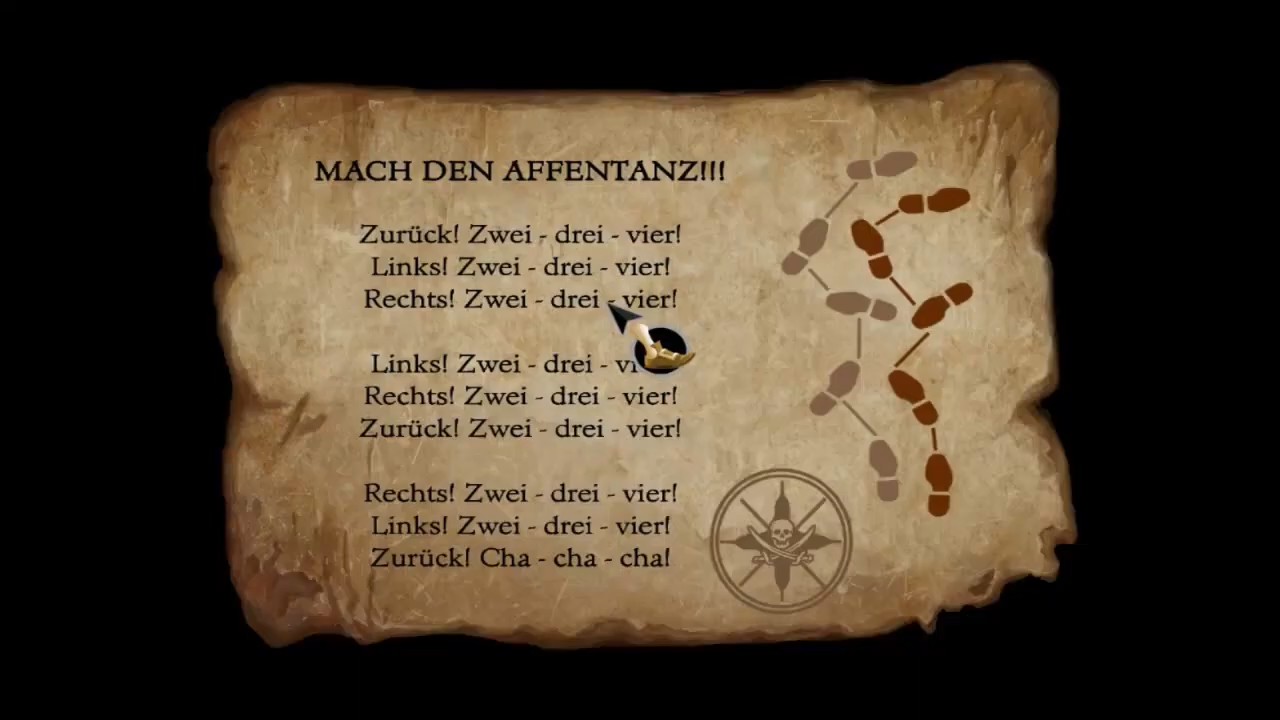 MACH DEN AFFENTANZ!!!
Zurück! Zwei - drei - vier!
Links! Zwei - drei - vier!
Rechts! Zwei - drei - vier!
Links! Zwei - drei -
Rechts! Zwei - drei - vier!
Zurück! Zwei - drei - vier!
Rechts! Zwei - drei - vier!
Links! Zwei - drei - vier!
Zurück! Cha - cha - cha!